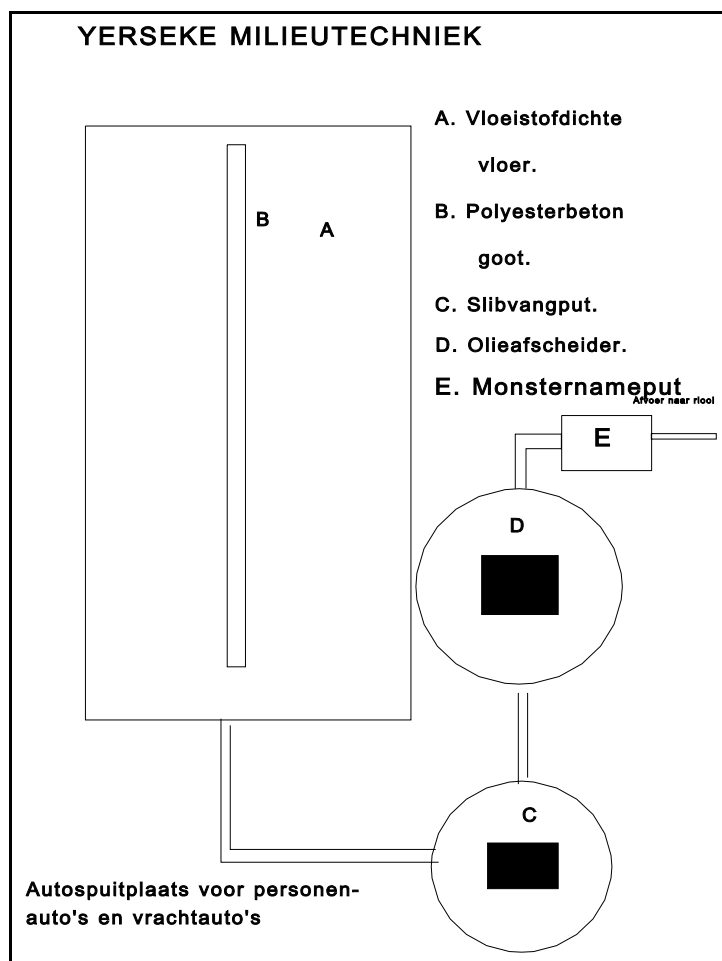 YERSEKE MILIEUTECHNIEK
A. Vloeistofdichte
vloer.
B. Polyesterbeton
goot.
C. Slibvangput.
D. Olieafscheider.
E. Monsternameput
Afvoer naar riool
B
A
E
D
C
Autospuitplaats voor personen-
auto's en vrachtauto's